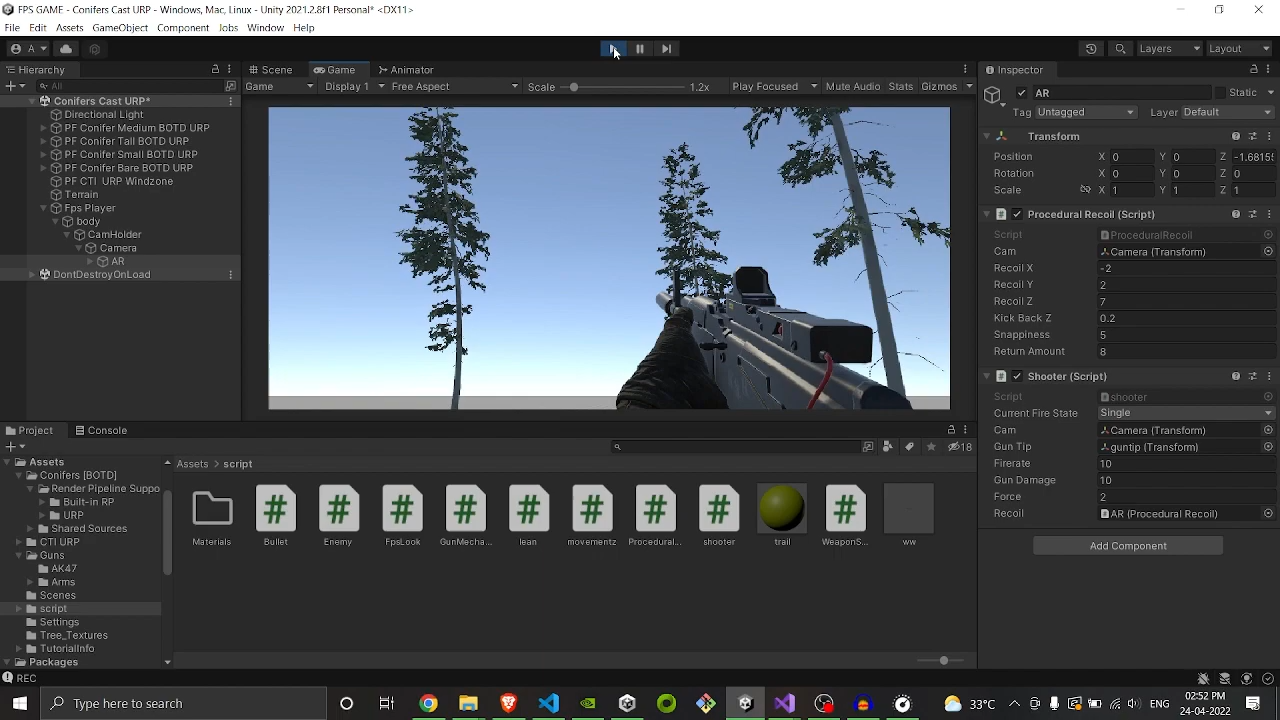 FPS GAME - Conifers Cast URP - Windows, Mac, Linux - Unity 2021.2.8f1 Personal* <DX11>
File Edit Assets GameObject Component Jobs Window Help
A Layers Layout
Hierarchy
All
Conifers Cast URP*
Directional Light
PF Conifer Medium BOTD URP
PF Conifer Tall BOTD URP
PF Conifer Small BOTD URP
PF Conifer Bare BOTD URP
PF CTI URP Windzone
Terrain
Fps Player
body
CamHolder
Camera
AR
DontDestroyOnLoad
Scene Game Animator
Game Display 1 Free Aspect Scale 1.2x Play Focused Mute Audio Stats Gizmos
Inspector
AR Static
Tag Untagged Layer Default
Transform
Position X 0 Y 0 Z -1.6815
Rotation X 0 Y 0 Z 0
Scale X 1 Y 1 Z 1
Procedural Recoil (Script)
Script ProceduralRecoil
Cam Camera (Transform)
Recoil X -2
Recoil Y 2
Recoil Z 7
Kick Back Z 0.2
Snappiness 5
Return Amount 8
Shooter (Script)
Script shooter
Current Fire State Single
Cam Camera (Transform)
Gun Tip guntip (Transform)
Firerate 10
Gun Damage 10
Force 2
Recoil AR (Procedural Recoil)
Add Component
Project Console
18
Assets
Conifers [BOTD]
Render Pipeline Suppo
Built-in RP
URP
Shared Sources
CTI URP
Guns
AK47
Arms
Scenes
script
Settings
Tree_Textures
TutorialInfo
Packages
Assets > script
Materials Bullet Enemy FpsLook GunMecha... lean movementz Procedural... shooter trail WeaponS... ww
REC
Type here to search
33°C ENG 02:52 PM 24-04-2022